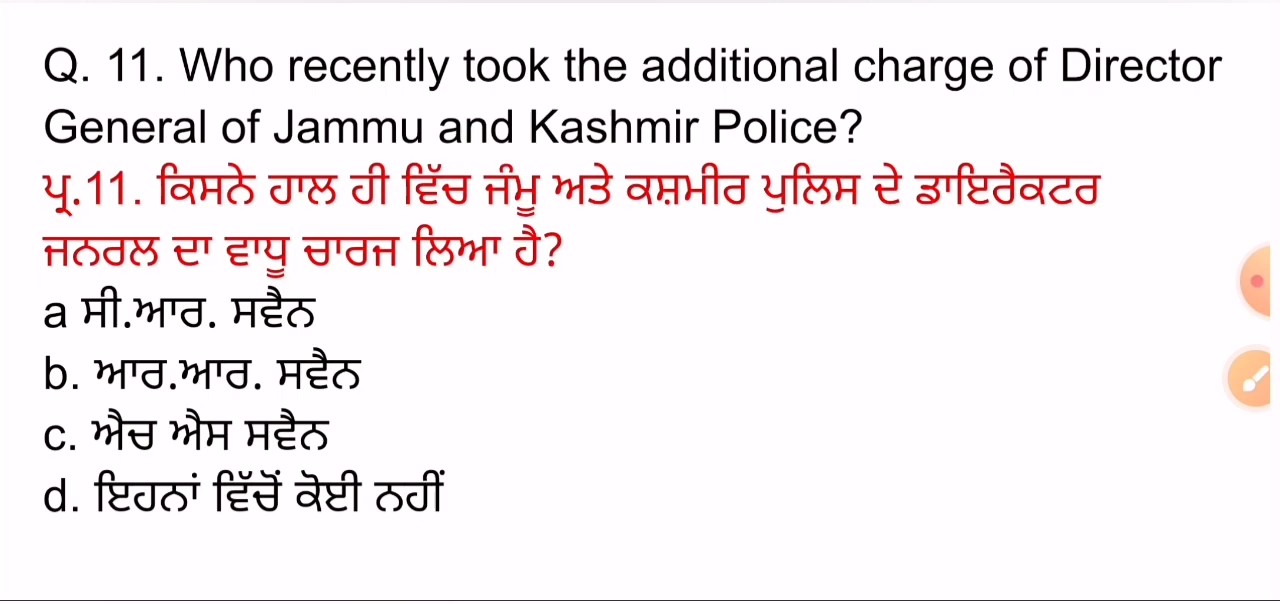 Q. 11. Who recently took the additional charge of Director
General of Jammu and Kashmir Police?
ਪ੍ਰ.11. ਕਿਸਨੇ ਹਾਲ ਹੀ ਵਿੱਚ ਜੰਮੂ ਅਤੇ ਕਸ਼ਮੀਰ ਪੁਲਿਸ ਦੇ ਡਾਇਰੈਕਟਰ
ਜਨਰਲ ਦਾ ਵਾਧੂ ਚਾਰਜ ਲਿਆ ਹੈ?
a ਸੀ.ਆਰ. ਸਵੈਨ
b. ਆਰ.ਆਰ. ਸਵੈਨ
c. ਐਚ ਐਸ ਸਵੈਨ
d. ਇਹਨਾਂ ਵਿੱਚੋਂ ਕੋਈ ਨਹੀਂ